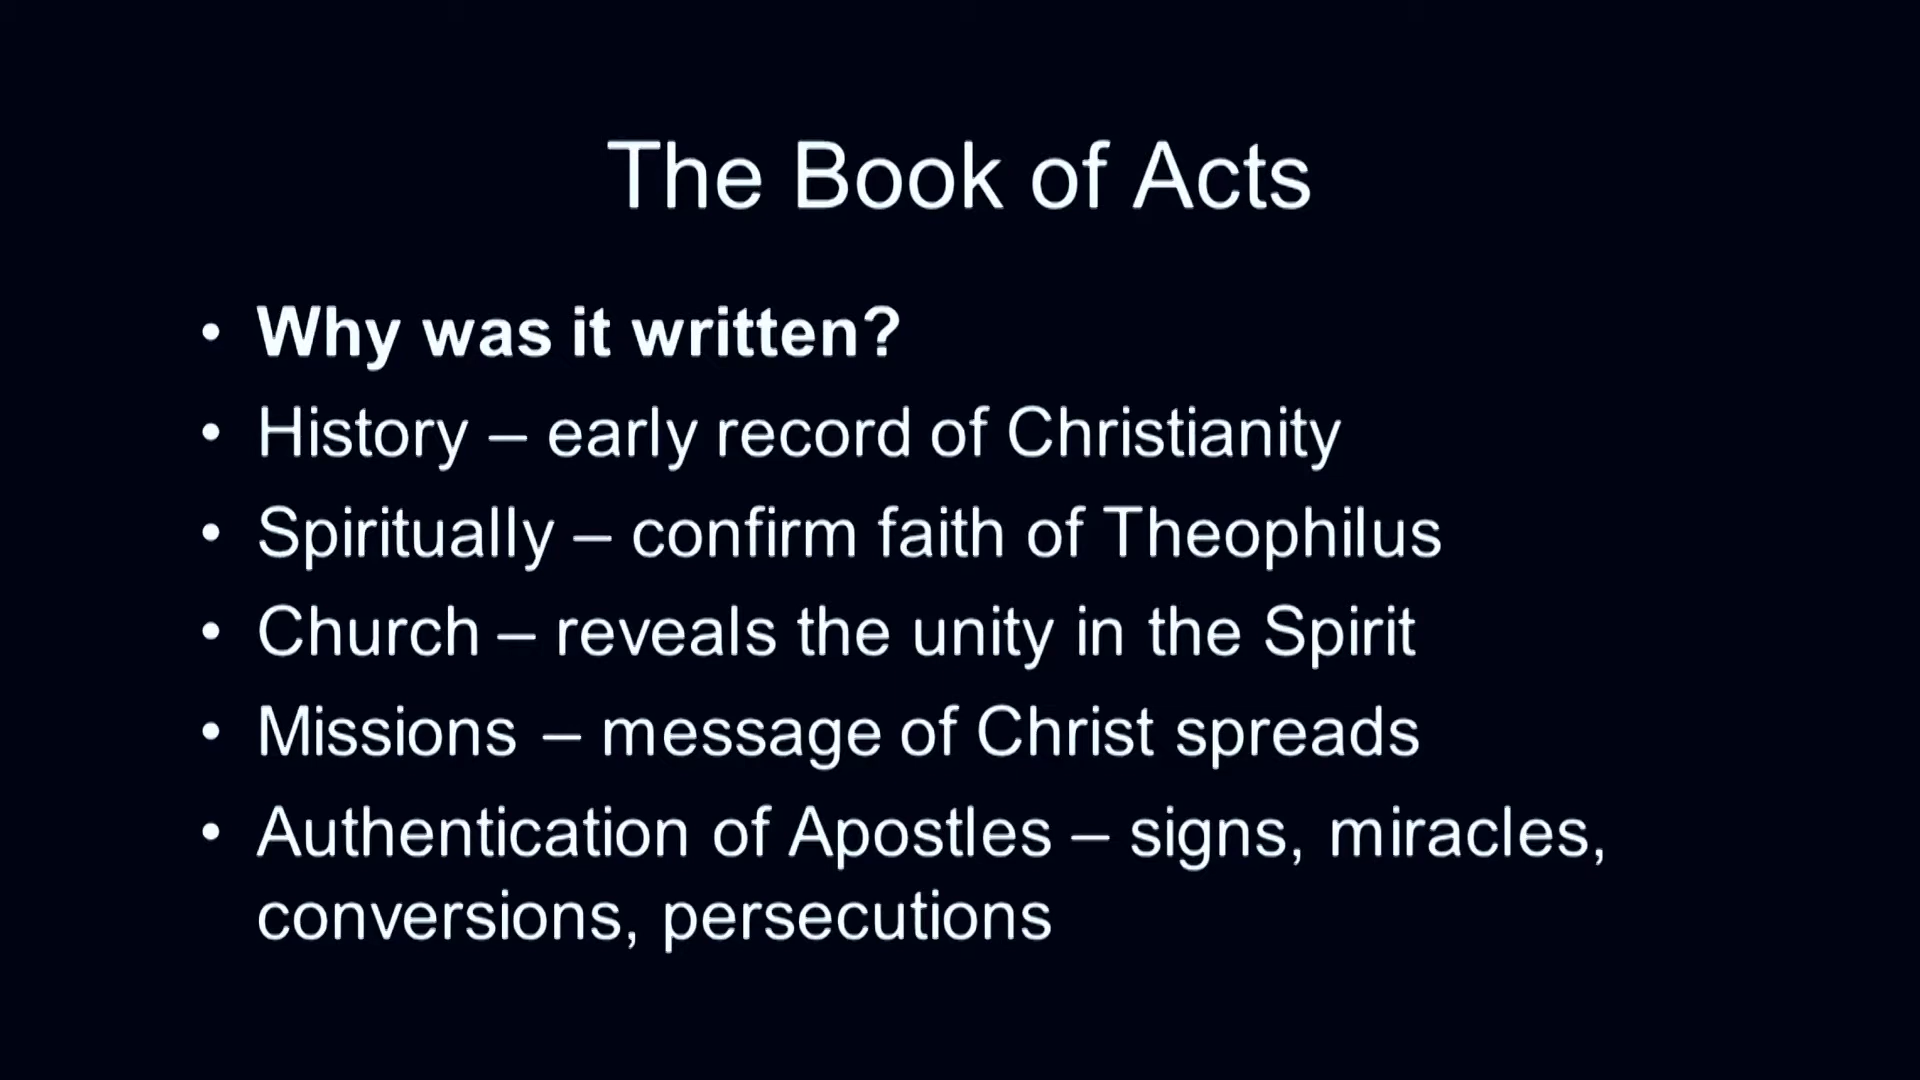 The Book of Acts
• Why was it written?
• History – early record of Christianity
• Spiritually – confirm faith of Theophilus
• Church – reveals the unity in the Spirit
• Missions – message of Christ spreads
• Authentication of Apostles – signs, miracles,
conversions, persecutions